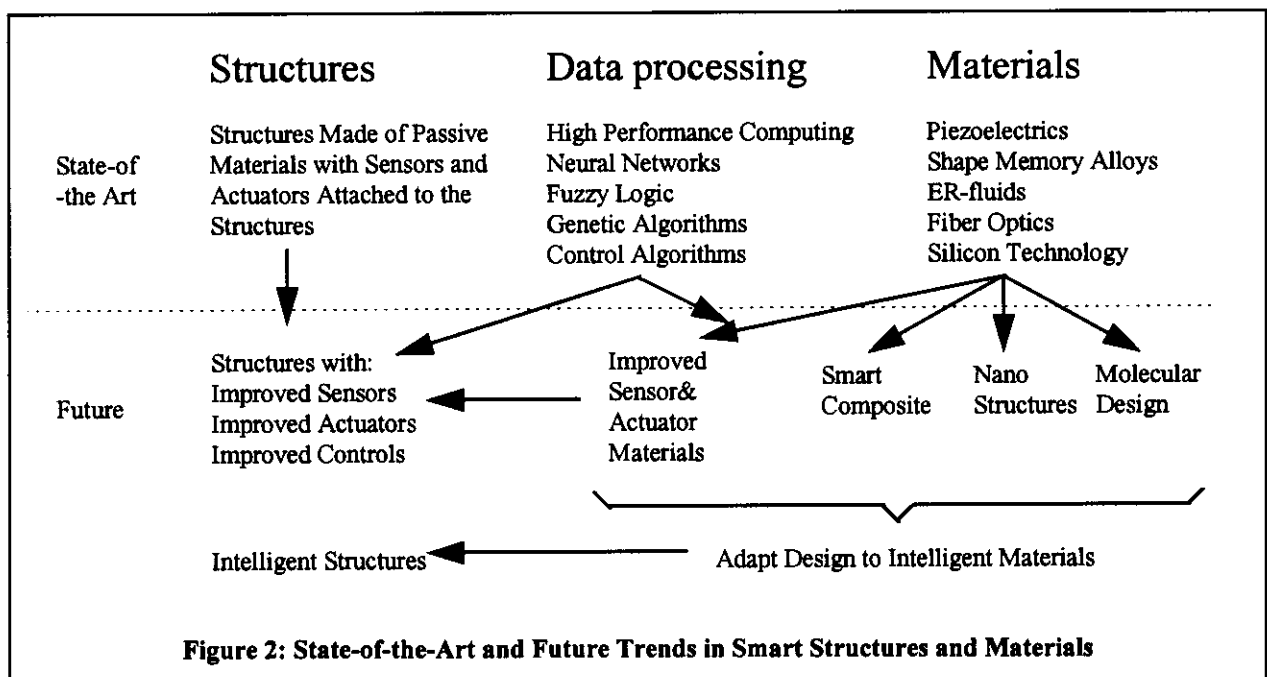 Structures
Data processing
Materials
State-of
-the Art
Structures Made of Passive
Materials with Sensors and
Actuators Attached to the
Structures
High Performance Computing
Neural Networks
Fuzzy Logic
Genetic Algorithms
Control Algorithms
Piezoelectrics
Shape Memory Alloys
ER-fluids
Fiber Optics
Silicon Technology
Future
Structures with:
Improved Sensors
Improved Actuators
Improved Controls
Improved
Sensor&
Actuator
Materials
Smart
Composite
Nano
Structures
Molecular
Design
Intelligent Structures
Adapt Design to Intelligent Materials
Figure 2: State-of-the-Art and Future Trends in Smart Structures and Materials